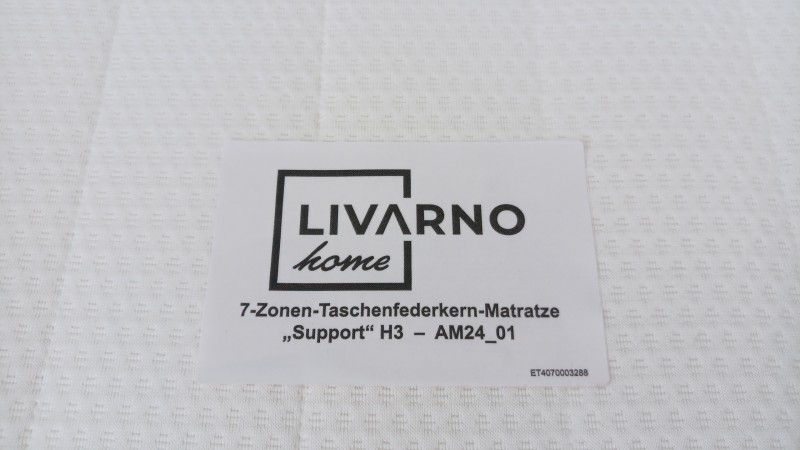 LIVARNO
home
7-Zonen-Taschenfederkern-Matratze
„Support“ H3 – AM24_01
ET4070003288